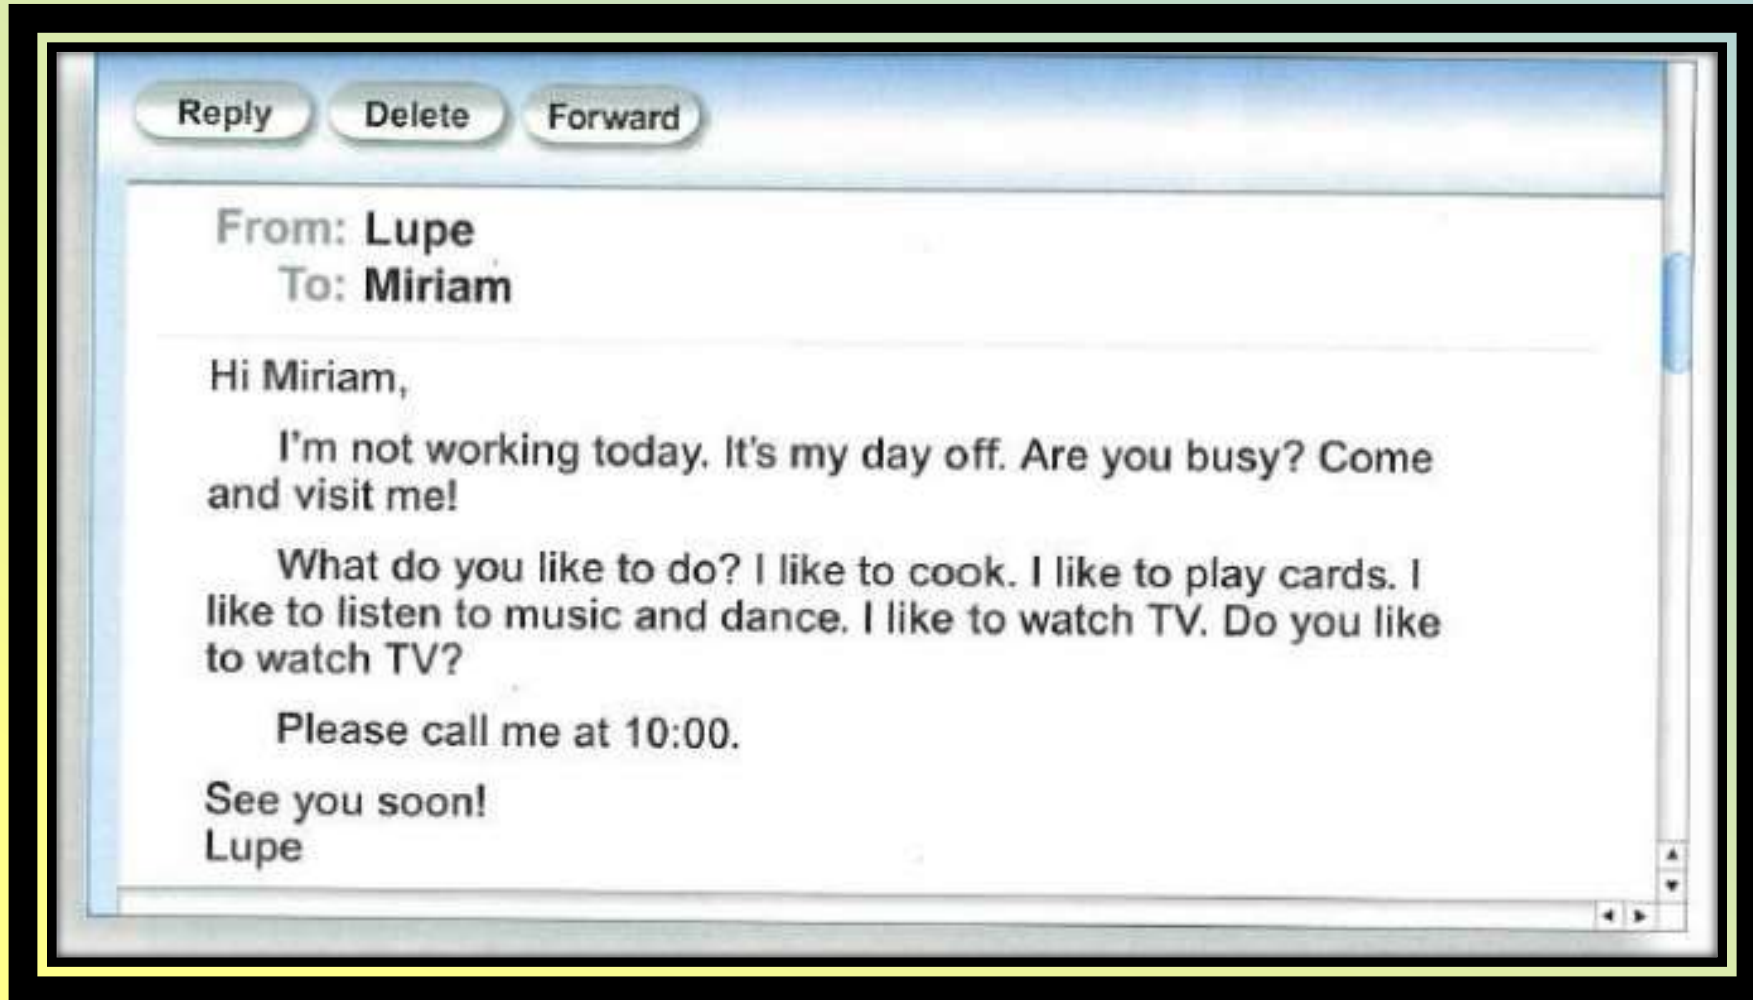 Reply Delete Forward
From: Lupe
To: Miriam
Hi Miriam,
I'm not working today. It's my day off. Are you busy? Come
and visit me!
What do you like to do? I like to cook. I like to play cards. I
like to listen to music and dance. I like to watch TV. Do you like
to watch TV?
Please call me at 10:00.
See you soon!
Lupe